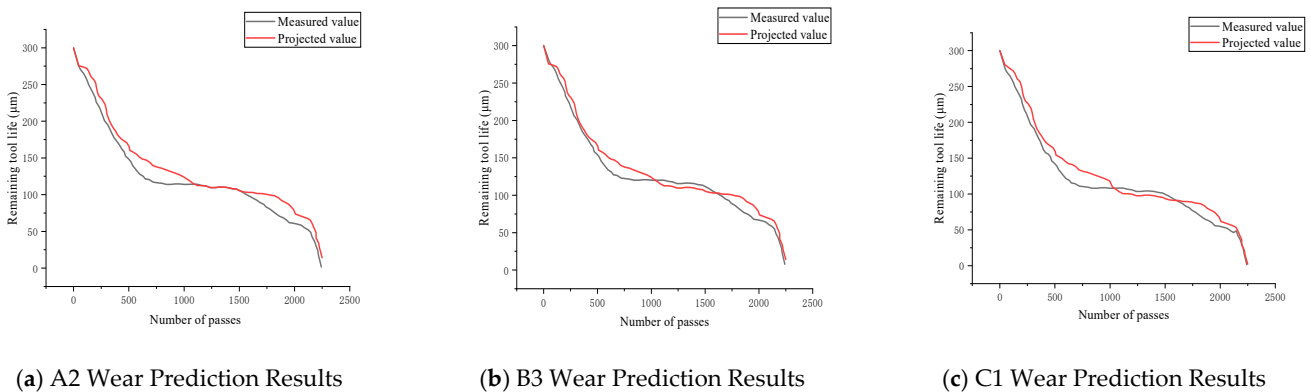 Measured value
Projected value
300
250
200
150
100
50
0
Remaining tool life (μm)
0 500 1000 1500 2000 2500
Number of passes
(a) A2 Wear Prediction Results
Measured value
Projected value
300
250
200
150
100
50
0
Remaining tool life (μm)
0 500 1000 1500 2000 2500
Number of passes
(b) B3 Wear Prediction Results
Measured value
Projected value
300
250
200
150
100
50
0
Remaining tool life (μm)
0 500 1000 1500 2000 2500
Number of passes
(c) C1 Wear Prediction Results